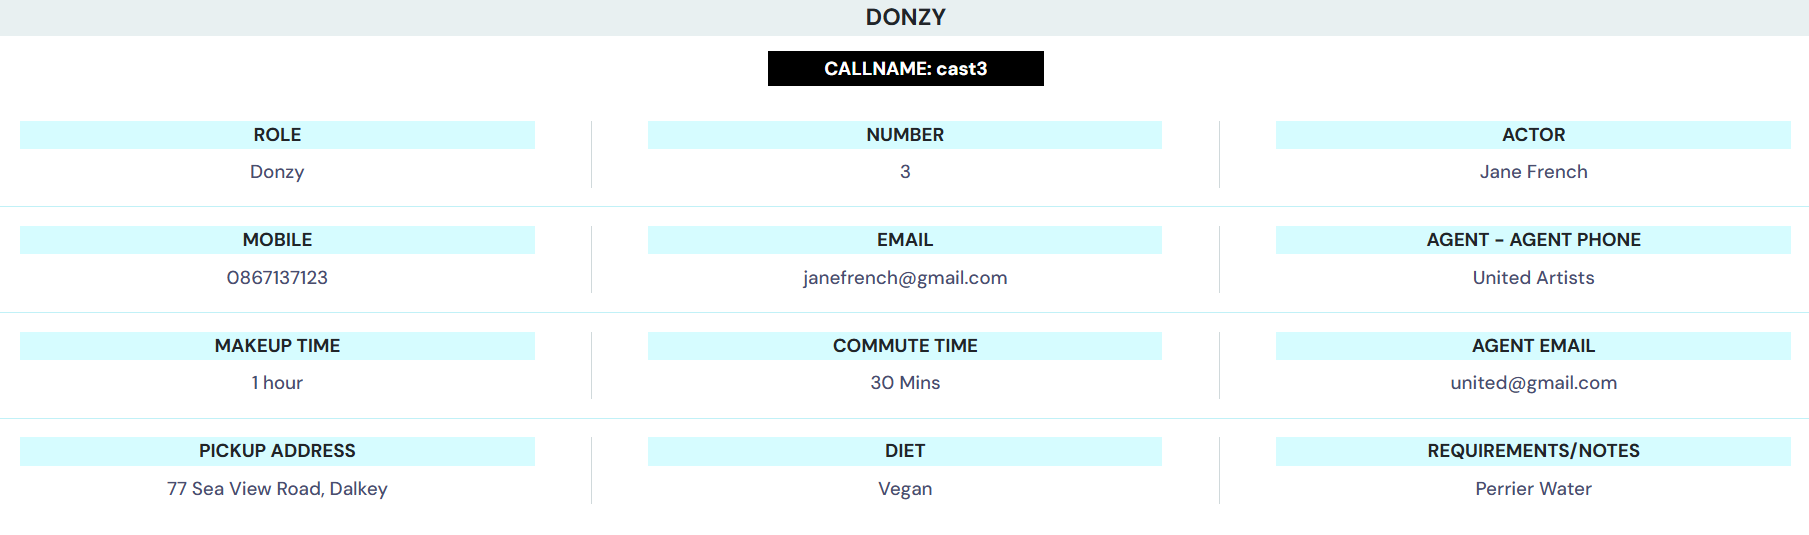 DONZY
CALLNAME: cast3
ROLE
Donzy
NUMBER
3
ACTOR
Jane French
MOBILE
0867137123
EMAIL
janefrench@gmail.com
AGENT - AGENT PHONE
United Artists
MAKEUP TIME
1 hour
COMMUTE TIME
30 Mins
AGENT EMAIL
united@gmail.com
PICKUP ADDRESS
77 Sea View Road, Dalkey
DIET
Vegan
REQUIREMENTS/NOTES
Perrier Water